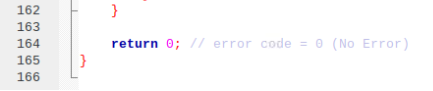 162 }
163
164 return 0; // error code = 0 (No Error)
165 }
166